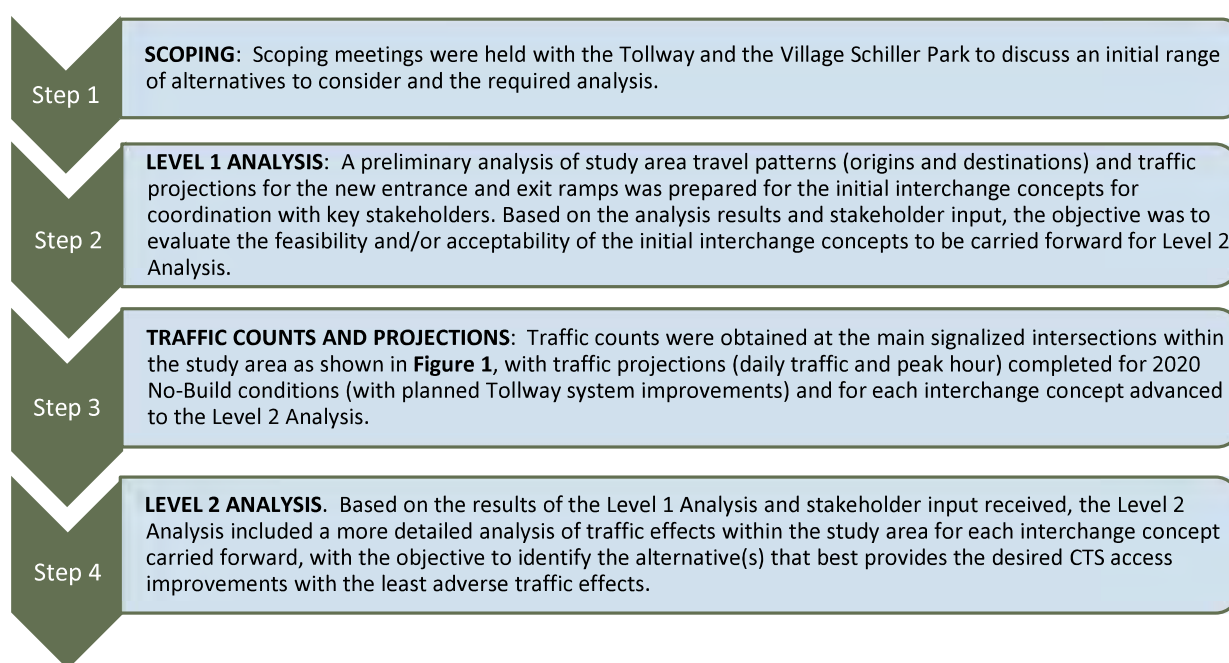 Step 1
SCOPING: Scoping meetings were held with the Tollway and the Village Schiller Park to discuss an initial range
of alternatives to consider and the required analysis.
Step 2
LEVEL 1 ANALYSIS: A preliminary analysis of study area travel patterns (origins and destinations) and traffic
projections for the new entrance and exit ramps was prepared for the initial interchange concepts for
coordination with key stakeholders. Based on the analysis results and stakeholder input, the objective was to
evaluate the feasibility and/or acceptability of the initial interchange concepts to be carried forward for Level 2
Analysis.
Step 3
TRAFFIC COUNTS AND PROJECTIONS: Traffic counts were obtained at the main signalized intersections within
the study area as shown in Figure 1, with traffic projections (daily traffic and peak hour) completed for 2020
No-Build conditions (with planned Tollway system improvements) and for each interchange concept advanced
to the Level 2 Analysis.
Step 4
LEVEL 2 ANALYSIS. Based on the results of the Level 1 Analysis and stakeholder input received, the Level 2
Analysis included a more detailed analysis of traffic effects within the study area for each interchange concept
carried forward, with the objective to identify the alternative(s) that best provides the desired CTS access
improvements with the least adverse traffic effects.